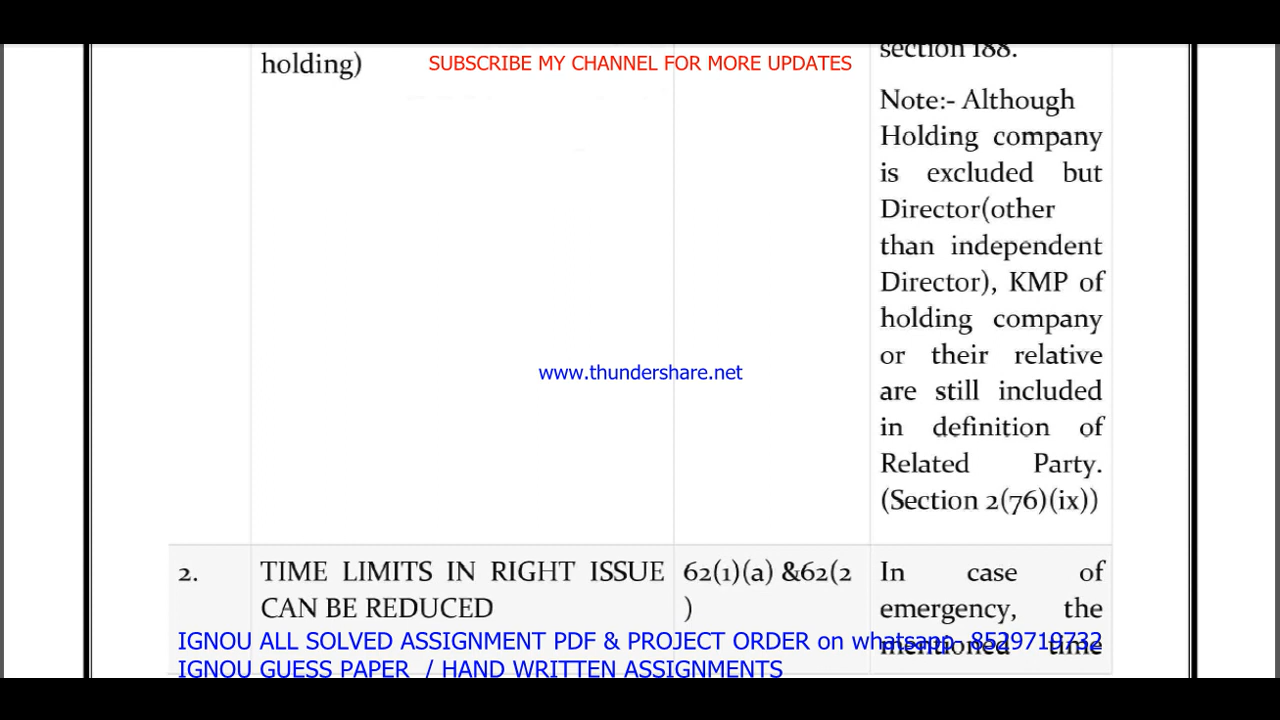 holding)
SUBSCRIBE MY CHANNEL FOR MORE UPDATES
section 188.
Note:- Although
Holding company
is excluded but
Director(other
than independent
Director), KMP of
holding company
or their relative
are still included
in definition of
Related Party.
(Section 2(76)(ix))
www.thundershare.net
2.
TIME LIMITS IN RIGHT ISSUE
CAN BE REDUCED
62(1)(a) &62(2
)
In case of
emergency, the
mentioned time
IGNOU ALL SOLVED ASSIGNMENT PDF & PROJECT ORDER on whatsapp- 8529719732
IGNOU GUESS PAPER / HAND WRITTEN ASSIGNMENTS